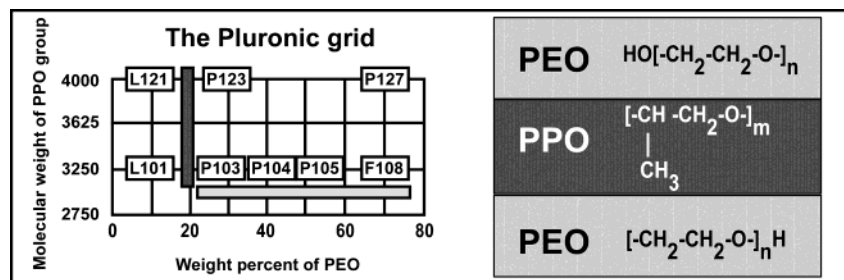 The Pluronic grid
Molecular weight of PPO group
4000
3625
3250
2750
L121
P123
P127
L101
P103
P104
P105
F108
0
20
40
60
80
Weight percent of PEO
PEO HO[-CH2-CH2-O-]n
PPO [-CH -CH2-O-]m
|
CH3
PEO [-CH2-CH2-O-]nH